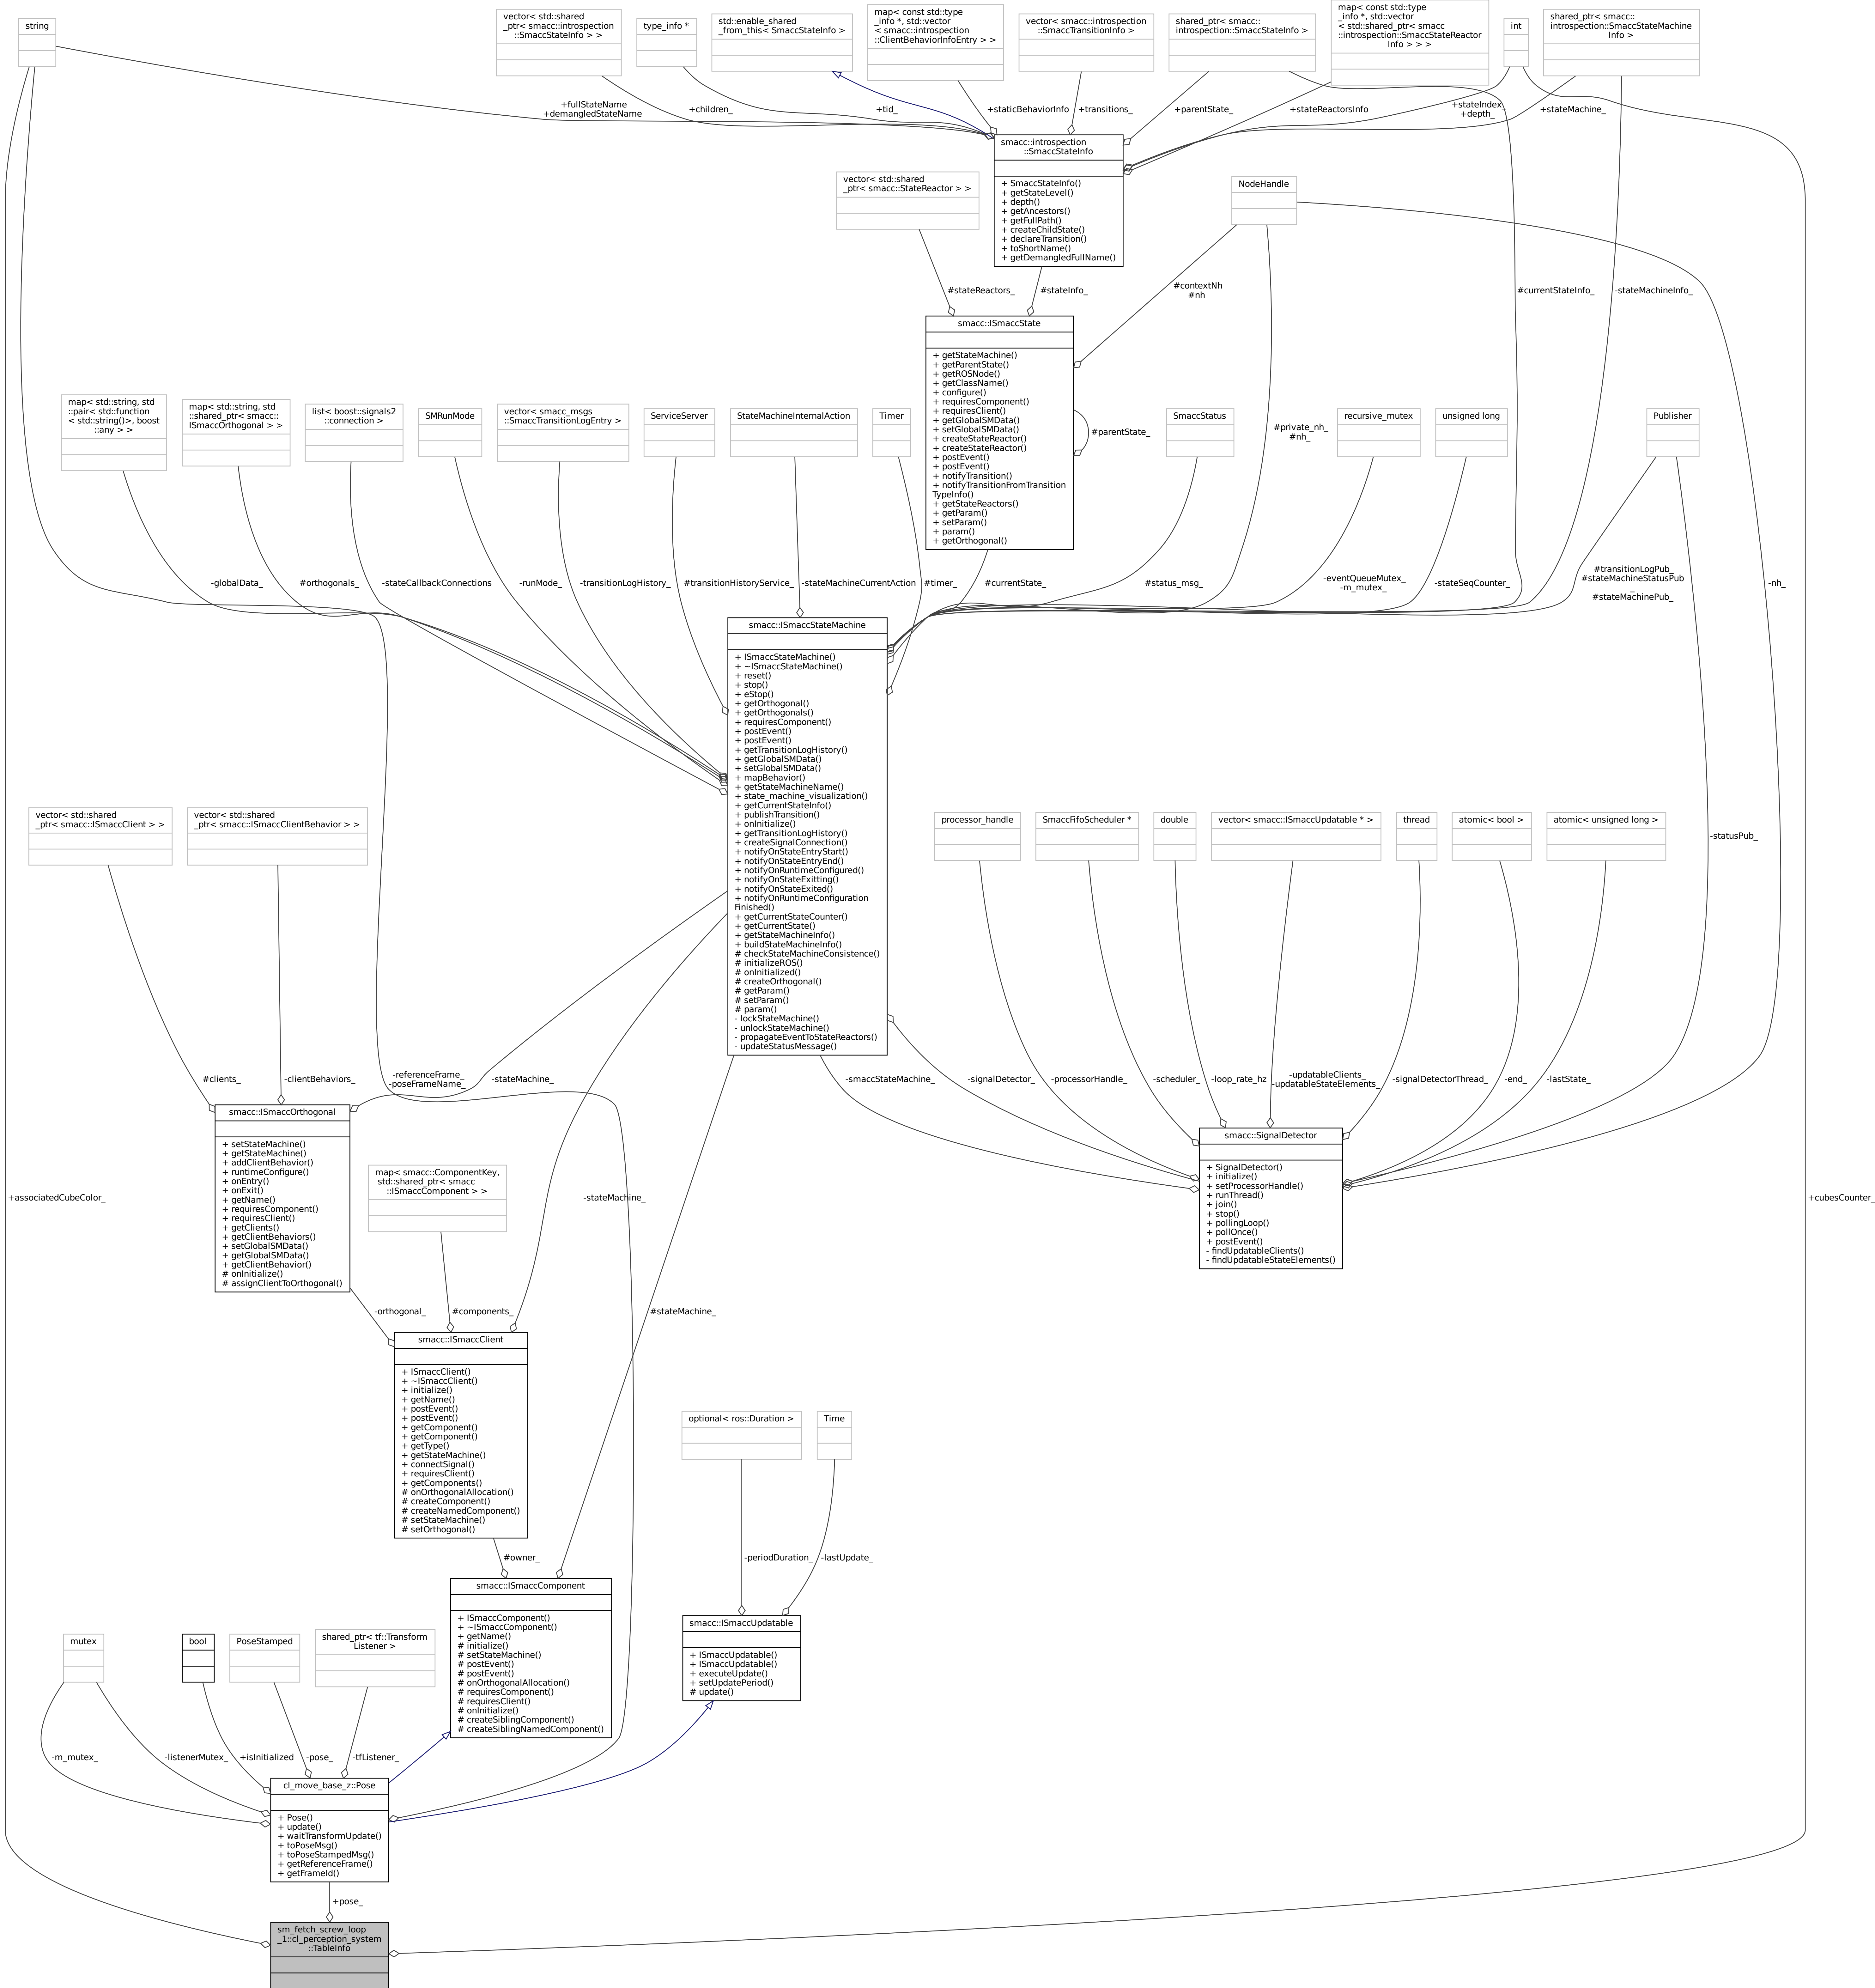 string
vector< std::shared
_ptr< smacc::introspection
::SmaccStateInfo > >
type_info *
std::enable_shared
_from_this< SmaccStateInfo >
map< const std::type
_info *, std::vector
< smacc::introspection
::ClientBehaviorInfoEntry > >
vector< smacc::introspection
::SmaccTransitionInfo >
shared_ptr< smacc::
introspection::SmaccStateInfo >
map< const std::type
_info *, std::vector
< std::shared_ptr< smacc
::introspection::SmaccStateReactor
Info > > >
int
shared_ptr< smacc::
introspection::SmaccStateMachine
Info >
+fullStateName
+demangledStateName
+children_
+tid_
+staticBehaviorInfo
+transitions_
+parentState_
+stateReactorsInfo
+stateIndex_
+depth_
+stateMachine_
smacc::introspection
::SmaccStateInfo
+ SmaccStateInfo()
+ getStateLevel()
+ depth()
+ getAncestors()
+ getFullPath()
+ createChildState()
+ declareTransition()
+ toShortName()
+ getDemangledFullName()
vector< std::shared
_ptr< smacc::StateReactor > >
NodeHandle
#stateReactors_
#stateInfo_
#contextNh
#nh
#currentStateInfo_
-stateMachineInfo_
smacc::ISmaccState
+ getStateMachine()
+ getParentState()
+ getROSNode()
+ getClassName()
+ configure()
+ requiresComponent()
+ requiresClient()
+ getGlobalSMData()
+ setGlobalSMData()
+ createStateReactor()
+ createStateReactor()
+ postEvent()
+ postEvent()
+ notifyTransition()
+ notifyTransitionFromTransition
TypeInfo()
+ getStateReactors()
+ getParam()
+ setParam()
+ param()
+ getOrthogonal()
#parentState_
#private_nh_
#nh_
map< std::string, std
::pair< std::function
< std::string()>, boost
::any > >
map< std::string, std
::shared_ptr< smacc::
ISmaccOrthogonal > >
list< boost::signals2
::connection >
SMRunMode
vector< smacc_msgs
::SmaccTransitionLogEntry >
ServiceServer
StateMachineInternalAction
Timer
SmaccStatus
recursive_mutex
unsigned long
Publisher
-globalData_
#orthogonals_
-stateCallbackConnections
-runMode_
-transitionLogHistory_
#transitionHistoryService_
-stateMachineCurrentAction
#timer_
#currentState_
#status_msg_
-eventQueueMutex_
-m_mutex_
-stateSeqCounter_
#transitionLogPub_
#stateMachineStatusPub
_
#stateMachinePub_
-nh_
smacc::ISmaccStateMachine
+ ISmaccStateMachine()
+ ~ISmaccStateMachine()
+ reset()
+ stop()
+ eStop()
+ getOrthogonal()
+ getOrthogonals()
+ requiresComponent()
+ postEvent()
+ postEvent()
+ getTransitionLogHistory()
+ getGlobalSMData()
+ setGlobalSMData()
+ mapBehavior()
+ getStateMachineName()
+ state_machine_visualization()
+ getCurrentStateInfo()
+ publishTransition()
+ onInitialize()
+ getTransitionLogHistory()
+ createSignalConnection()
+ notifyOnStateEntryStart()
+ notifyOnStateEntryEnd()
+ notifyOnRuntimeConfigured()
+ notifyOnStateExitting()
+ notifyOnStateExited()
+ notifyOnRuntimeConfiguration
Finished()
+ getCurrentStateCounter()
+ getCurrentState()
+ getStateMachineInfo()
+ buildStateMachineInfo()
# checkStateMachineConsistence()
# initializeROS()
# onInitialized()
# createOrthogonal()
# getParam()
# setParam()
# param()
- lockStateMachine()
- unlockStateMachine()
- propagateEventToStateReactors()
- updateStatusMessage()
vector< std::shared
_ptr< smacc::ISmaccClient > >
vector< std::shared
_ptr< smacc::ISmaccClientBehavior > >
processor_handle
SmaccFifoScheduler *
double
vector< smacc::ISmaccUpdatable * >
thread
atomic< bool >
atomic< unsigned long >
-statusPub_
#clients_
-clientBehaviors_
-referenceFrame_
-poseFrameName_
-stateMachine_
-smaccStateMachine_
-signalDetector_
-processorHandle_
-scheduler_
-loop_rate_hz
-updatableClients_
-updatableStateElements_
-signalDetectorThread_
-end_
-lastState_
smacc::ISmaccOrthogonal
+ setStateMachine()
+ getStateMachine()
+ addClientBehavior()
+ runtimeConfigure()
+ onEntry()
+ onExit()
+ getName()
+ requiresComponent()
+ requiresClient()
+ getClients()
+ getClientBehaviors()
+ setGlobalSMData()
+ getGlobalSMData()
+ getClientBehavior()
# onInitialize()
# assignClientToOrthogonal()
smacc::SignalDetector
+ SignalDetector()
+ initialize()
+ setProcessorHandle()
+ runThread()
+ join()
+ stop()
+ pollingLoop()
+ pollOnce()
+ postEvent()
- findUpdatableClients()
- findUpdatableStateElements()
map< smacc::ComponentKey,
std::shared_ptr< smacc
::ISmaccComponent > >
+associatedCubeColor_
-stateMachine_
+cubesCounter_
-orthogonal_
#components_
#stateMachine_
smacc::ISmaccClient
+ ISmaccClient()
+ ~ISmaccClient()
+ initialize()
+ getName()
+ postEvent()
+ postEvent()
+ getComponent()
+ getComponent()
+ getType()
+ getStateMachine()
+ connectSignal()
+ requiresClient()
+ getComponents()
# onOrthogonalAllocation()
# createComponent()
# createNamedComponent()
# setStateMachine()
# setOrthogonal()
optional< ros::Duration >
Time
#owner_
-periodDuration_
-lastUpdate_
smacc::ISmaccComponent
+ ISmaccComponent()
+ ~ISmaccComponent()
+ getName()
# initialize()
# setStateMachine()
# postEvent()
# postEvent()
# onOrthogonalAllocation()
# requiresComponent()
# requiresClient()
# onInitialize()
# createSiblingComponent()
# createSiblingNamedComponent()
smacc::ISmaccUpdatable
+ ISmaccUpdatable()
+ ISmaccUpdatable()
+ executeUpdate()
+ setUpdatePeriod()
# update()
mutex
bool
PoseStamped
shared_ptr< tf::Transform
Listener >
-m_mutex_
-listenerMutex_
+isInitialized
-pose_
-tfListener_
cl_move_base_z::Pose
+ Pose()
+ update()
+ waitTransformUpdate()
+ toPoseMsg()
+ toPoseStampedMsg()
+ getReferenceFrame()
+ getFrameId()
+pose_
sm_fetch_screw_loop
_1::cl_perception_system
::TableInfo